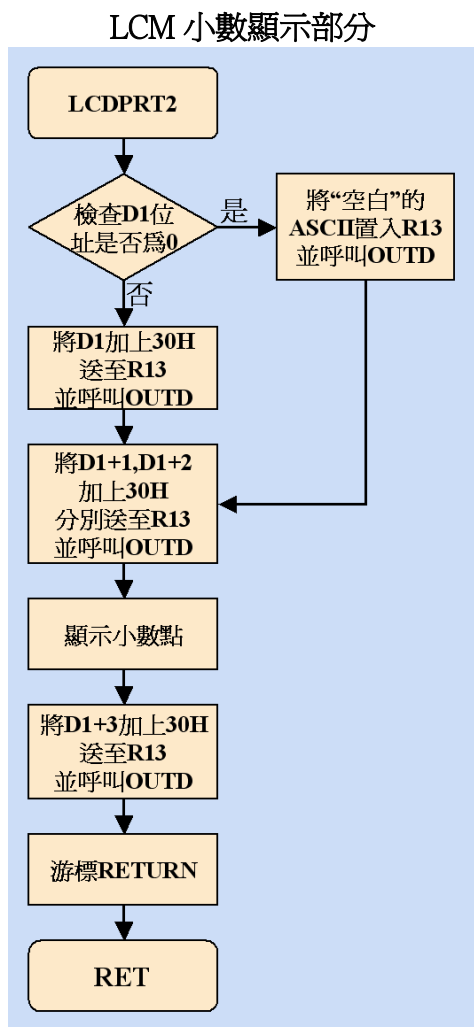 LCM 小數顯示部分
LCDPRT2
檢查D1位
址是否爲0
是
將“空白”的
ASCII置入R13
並呼叫OUTD
否
將D1加上30H
送至R13
並呼叫OUTD
將D1+1,D1+2
加上30H
分別送至R13
並呼叫OUTD
顯示小數點
將D1+3加上30H
送至R13
並呼叫OUTD
游標RETURN
RET